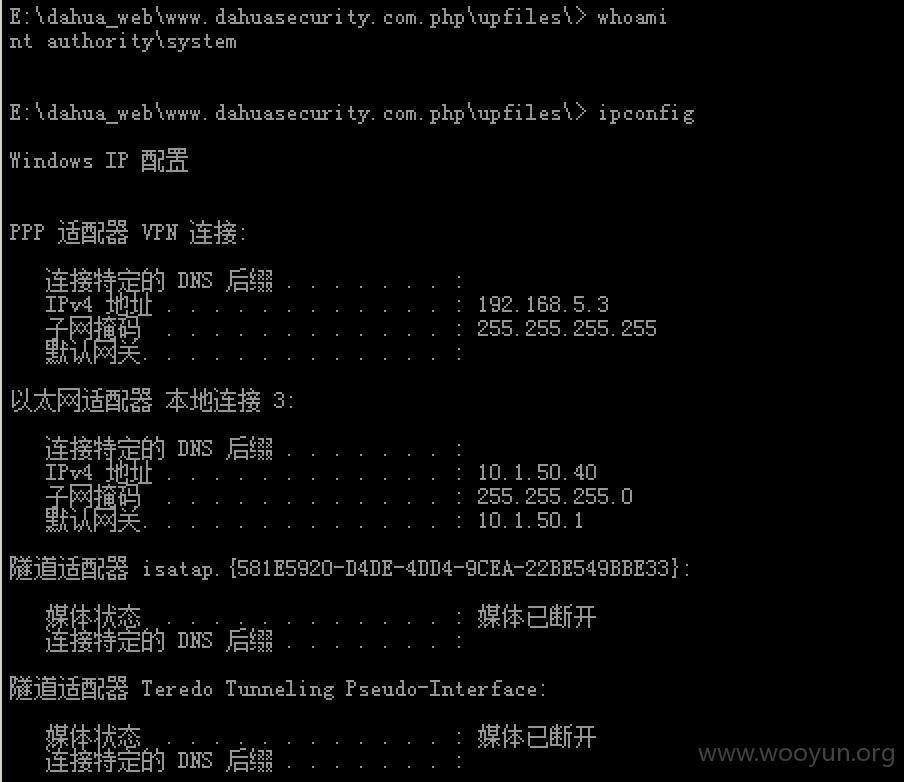 E:\dahua_web\www.dahuasecurity.com.php\upfiles\> whoami
nt authority\system
E:\dahua_web\www.dahuasecurity.com.php\upfiles\> ipconfig
Windows IP 配置
PPP 适配器 VPN 连接:
连接特定的 DNS 后缀 . . . . . . . :
IPv4 地址 . . . . . . . . . . . . : 192.168.5.3
子网掩码 . . . . . . . . . . . . : 255.255.255.255
默认网关. . . . . . . . . . . . . :
以太网适配器 本地连接 3:
连接特定的 DNS 后缀 . . . . . . . :
IPv4 地址 . . . . . . . . . . . . : 10.1.50.40
子网掩码 . . . . . . . . . . . . : 255.255.255.0
默认网关. . . . . . . . . . . . . : 10.1.50.1
隧道适配器 isatap.{581E5920-D4DE-4DD4-9CEA-22BE549BBE33}:
媒体状态 . . . . . . . . . . . . : 媒体已断开
连接特定的 DNS 后缀 . . . . . . . :
隧道适配器 Teredo Tunneling Pseudo-Interface:
媒体状态 . . . . . . . . . . . . : 媒体已断开
连接特定的 DNS 后缀 . . . . . . . :
www.wooyun.org